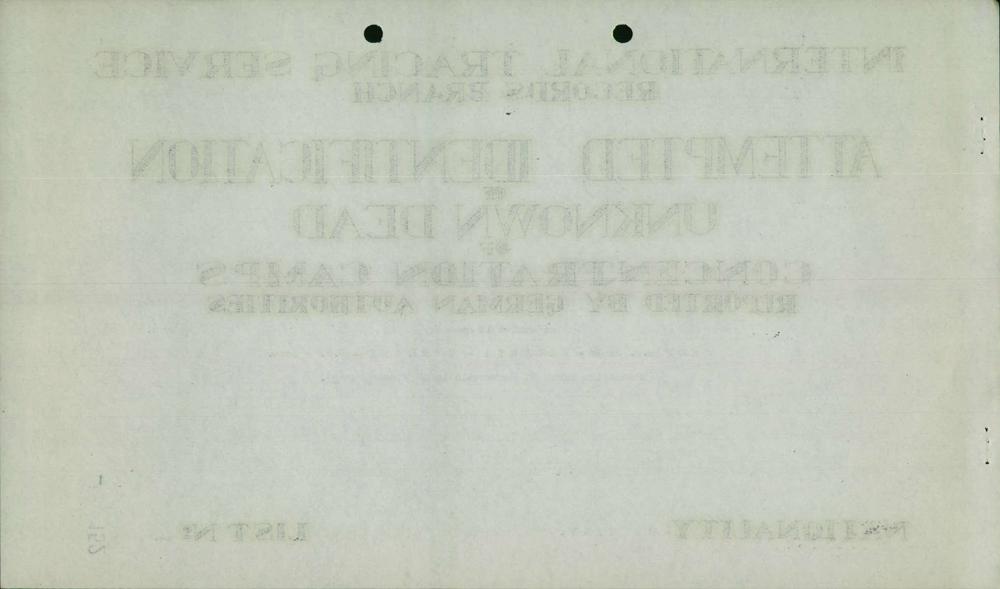 INTERNATIONAL TRACING SERVICE
RECORDS BRANCH
ATTEMPTED IDENTIFICATION
OF
UNKNOWN DEAD
OF
CONCENTRATION CAMPS
REPORTED BY GERMAN AUTHORITIES
NATIONALITY LIST Nº
152